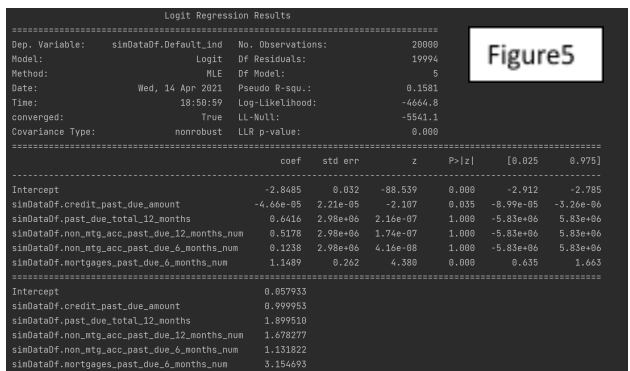 Logit Regression Results
==============================================================================
Dep. Variable: simDataDf.Default_ind No. Observations: 20000
Model: Logit Df Residuals: 19994
Method: MLE Df Model: 5
Date: Wed, 14 Apr 2021 Pseudo R-squ.: 0.1581
Time: 18:50:59 Log-Likelihood: -4664.8
converged: True LL-Null: -5541.1
Covariance Type: nonrobust LLR p-value: 0.000
Figure5
==============================================================================
coef std err z P>|z| [0.025 0.975]
------------------------------------------------------------------------------
Intercept -2.8485 0.032 -88.539 0.000 -2.912 -2.785
simDataDf.credit_past_due_amount -4.66e-05 2.21e-05 -2.107 0.035 -8.99e-05 -3.26e-06
simDataDf.past_due_total_12_months 0.6416 2.98e+06 2.16e-07 1.000 -5.83e+06 5.83e+06
simDataDf.non_mtg_acc_past_due_12_months_num 0.5178 2.98e+06 1.74e-07 1.000 -5.83e+06 5.83e+06
simDataDf.non_mtg_acc_past_due_6_months_num 0.1238 2.98e+06 4.16e-08 1.000 -5.83e+06 5.83e+06
simDataDf.mortgages_past_due_6_months_num 1.1489 0.262 4.380 0.000 0.635 1.663
==============================================================================
Intercept 0.057933
simDataDf.credit_past_due_amount 0.999953
simDataDf.past_due_total_12_months 1.899510
simDataDf.non_mtg_acc_past_due_12_months_num 1.678277
simDataDf.non_mtg_acc_past_due_6_months_num 1.131822
simDataDf.mortgages_past_due_6_months_num 3.154693